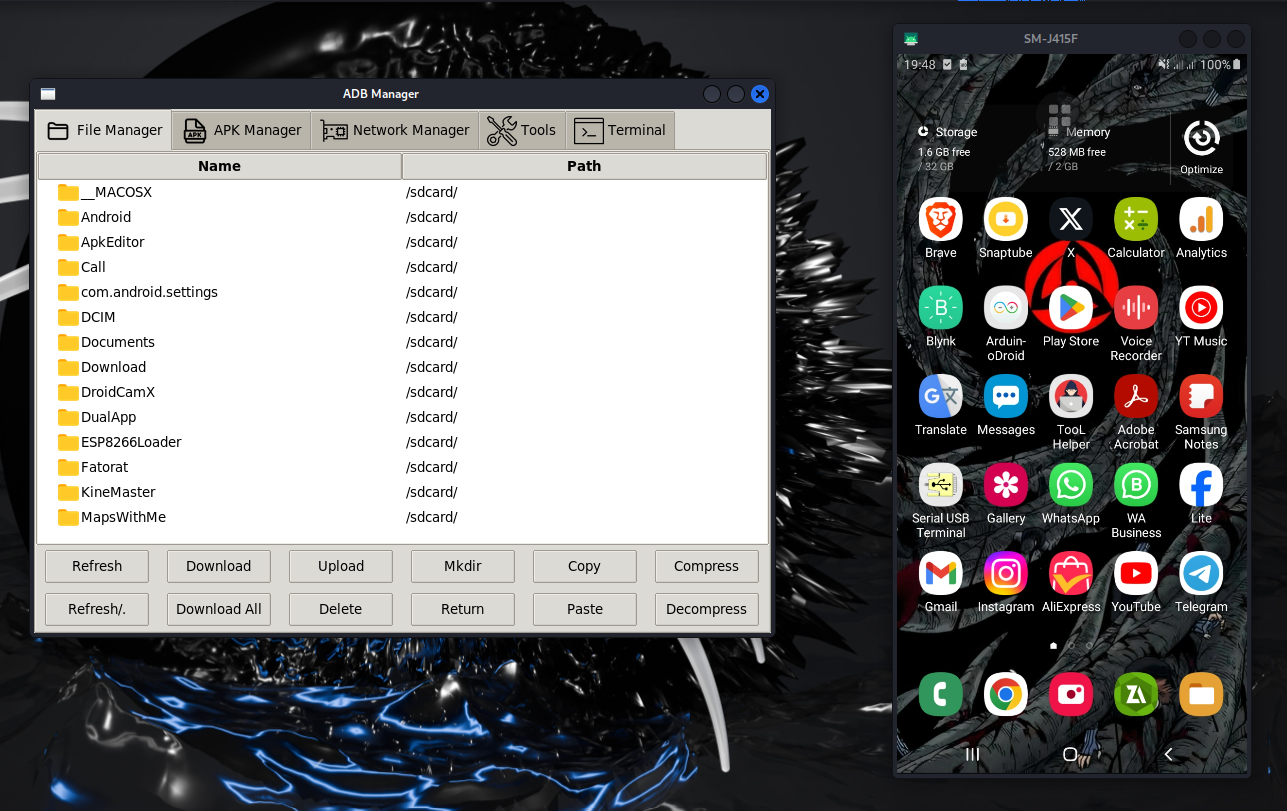 ADB Manager
File Manager
APK Manager
Network Manager
Tools
Terminal
Name Path
__MACOSX /sdcard/
Android /sdcard/
ApkEditor /sdcard/
Call /sdcard/
com.android.settings /sdcard/
DCIM /sdcard/
Documents /sdcard/
Download /sdcard/
DroidCamX /sdcard/
DualApp /sdcard/
ESP8266Loader /sdcard/
Fatorat /sdcard/
KineMaster /sdcard/
MapsWithMe /sdcard/
Refresh Download Upload Mkdir Copy Compress
Refresh/. Download All Delete Return Paste Decompress
SM-J415F
19:48 100%
Storage Memory
1.6 GB free 528 MB free
/ 32 GB / 2 GB
Optimize
Brave Snaptube X Calculator Analytics
Blynk Arduin-
oDroid Play Store Voice
Recorder YT Music
Translate Messages TooL
Helper Adobe
Acrobat Samsung
Notes
Serial USB
Terminal Gallery WhatsApp WA
Business Lite
Gmail Instagram AliExpress YouTube Telegram